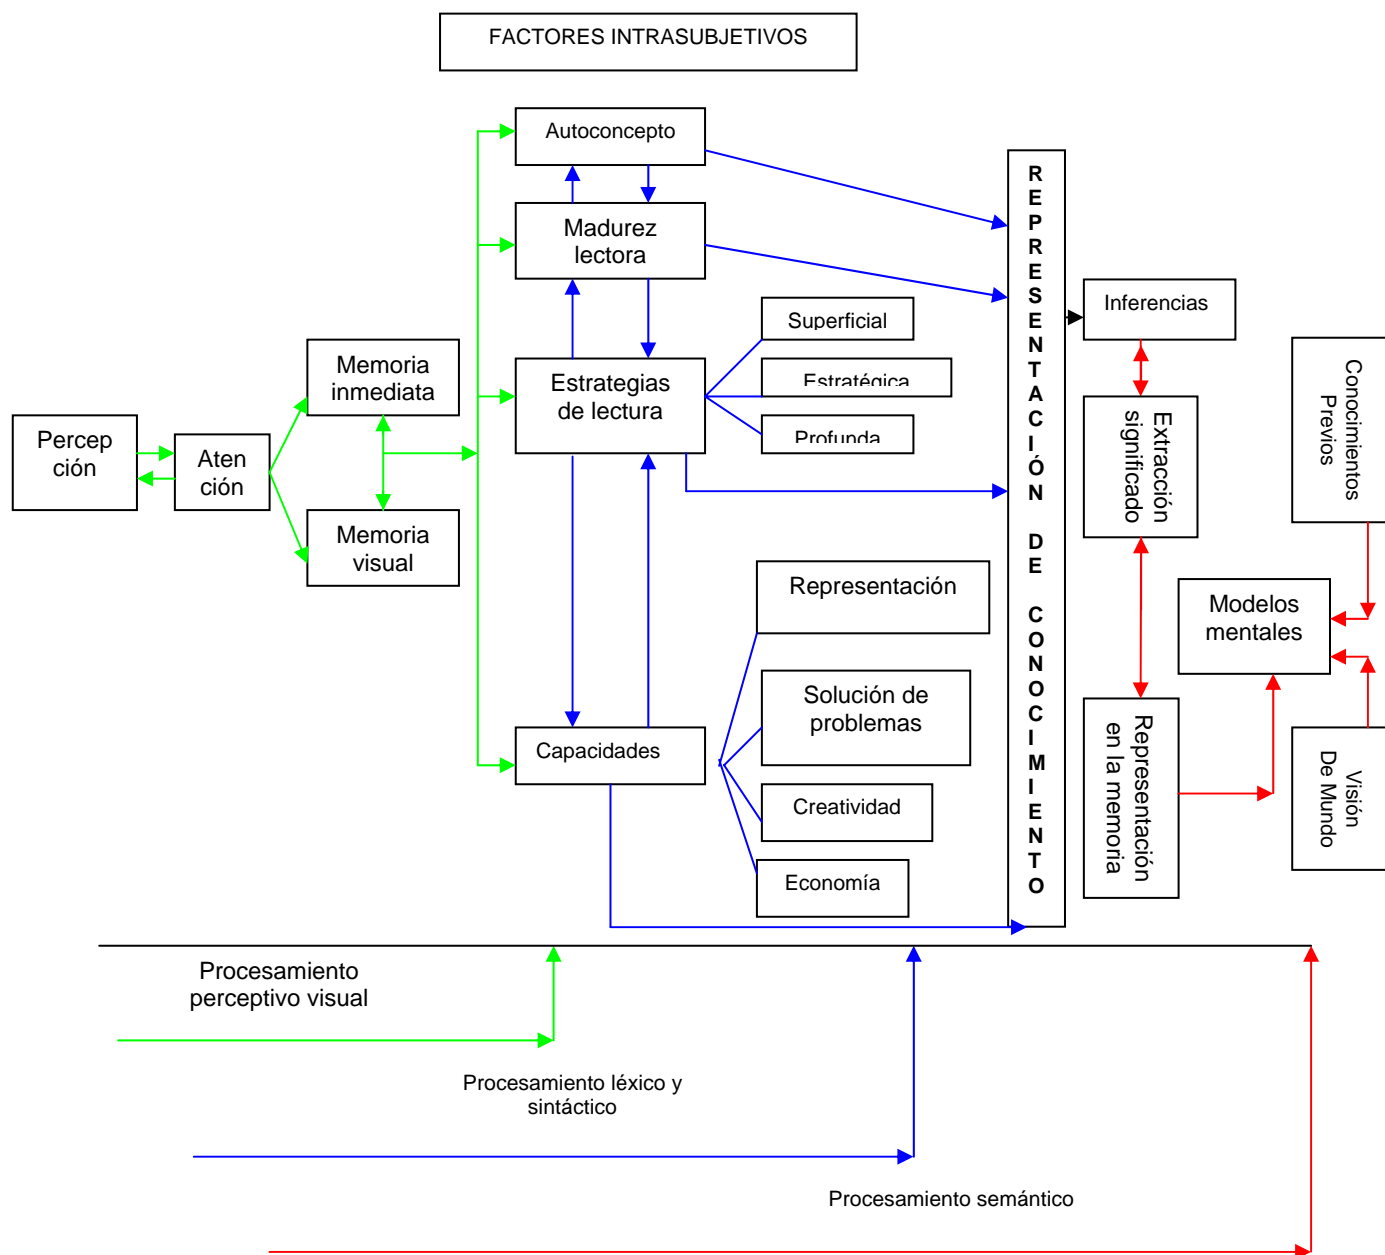 FACTORES INTRASUBJETIVOS
Autoconcepto
Madurez
lectora
Estrategias
de lectura
Superficial
Estratégica
Profunda
Memoria
inmediata
Percep
ción
Aten
ción
Memoria
visual
Representación
Solución de
problemas
Capacidades
Creatividad
Economía
REPRESENTACIÓN DE CONOCIMIENTO
Inferencias
Extracción
significado
Representación
en la memoria
Conocimientos
Previos
Modelos
mentales
Visión
De Mundo
Procesamiento
perceptivo visual
Procesamiento léxico y
sintáctico
Procesamiento semántico